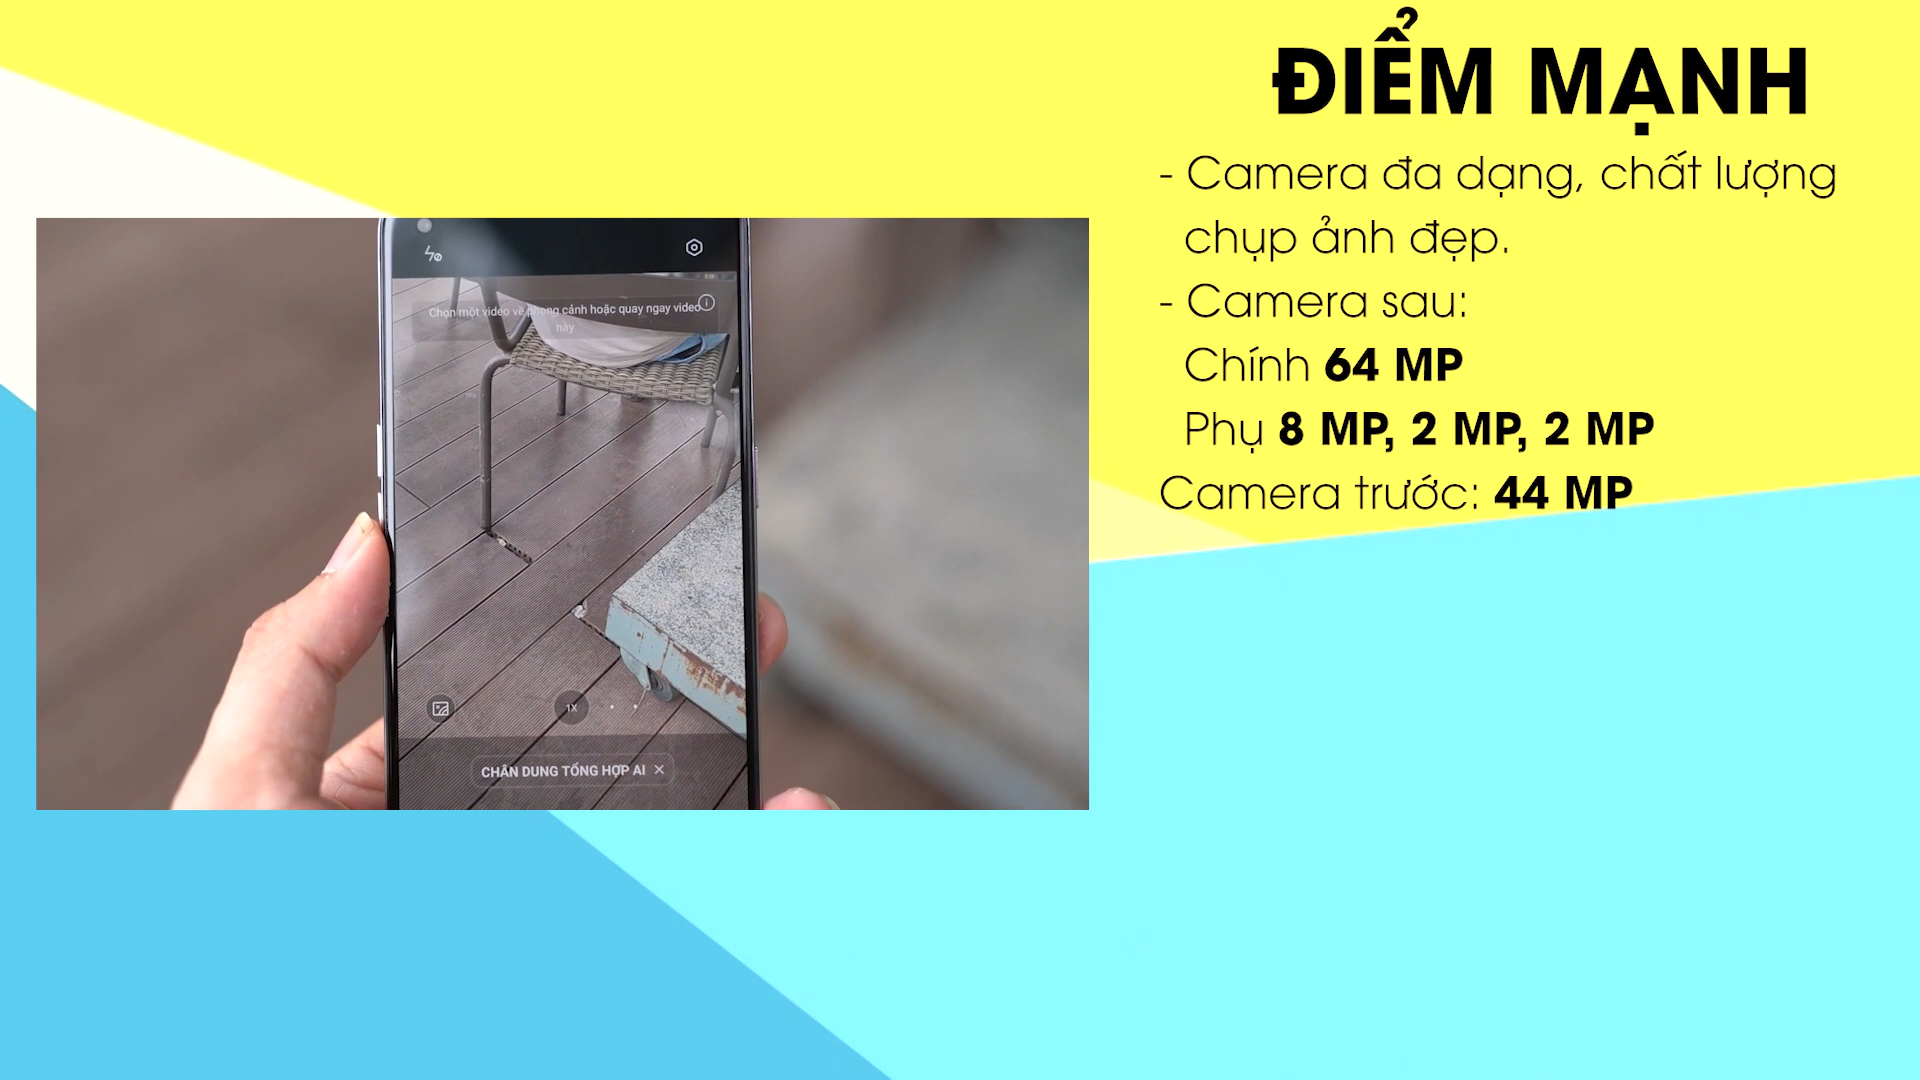 ĐIỂM MẠNH
- Camera đa dạng, chất lượng
chụp ảnh đẹp.
- Camera sau:
Chính 64 MP
Phụ 8 MP, 2 MP, 2 MP
Camera trước: 44 MP
Chọn một video về phong cảnh hoặc quay ngay video
này
1X
CHÂN DUNG TỔNG HỢP AI ×